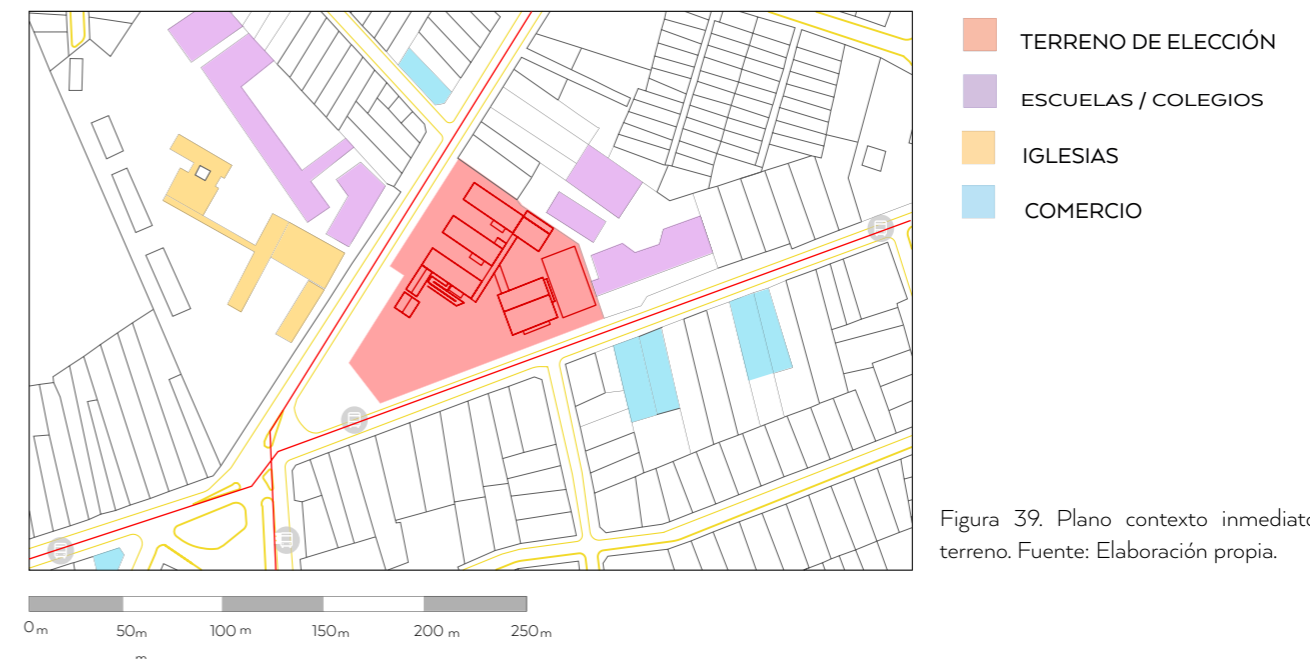 TERRENO DE ELECCIÓN
ESCUELAS / COLEGIOS
IGLESIAS
COMERCIO
Figura 39. Plano contexto inmediato
terreno. Fuente: Elaboración propia.
0m 50m 100 m 150m 200 m 250m
m